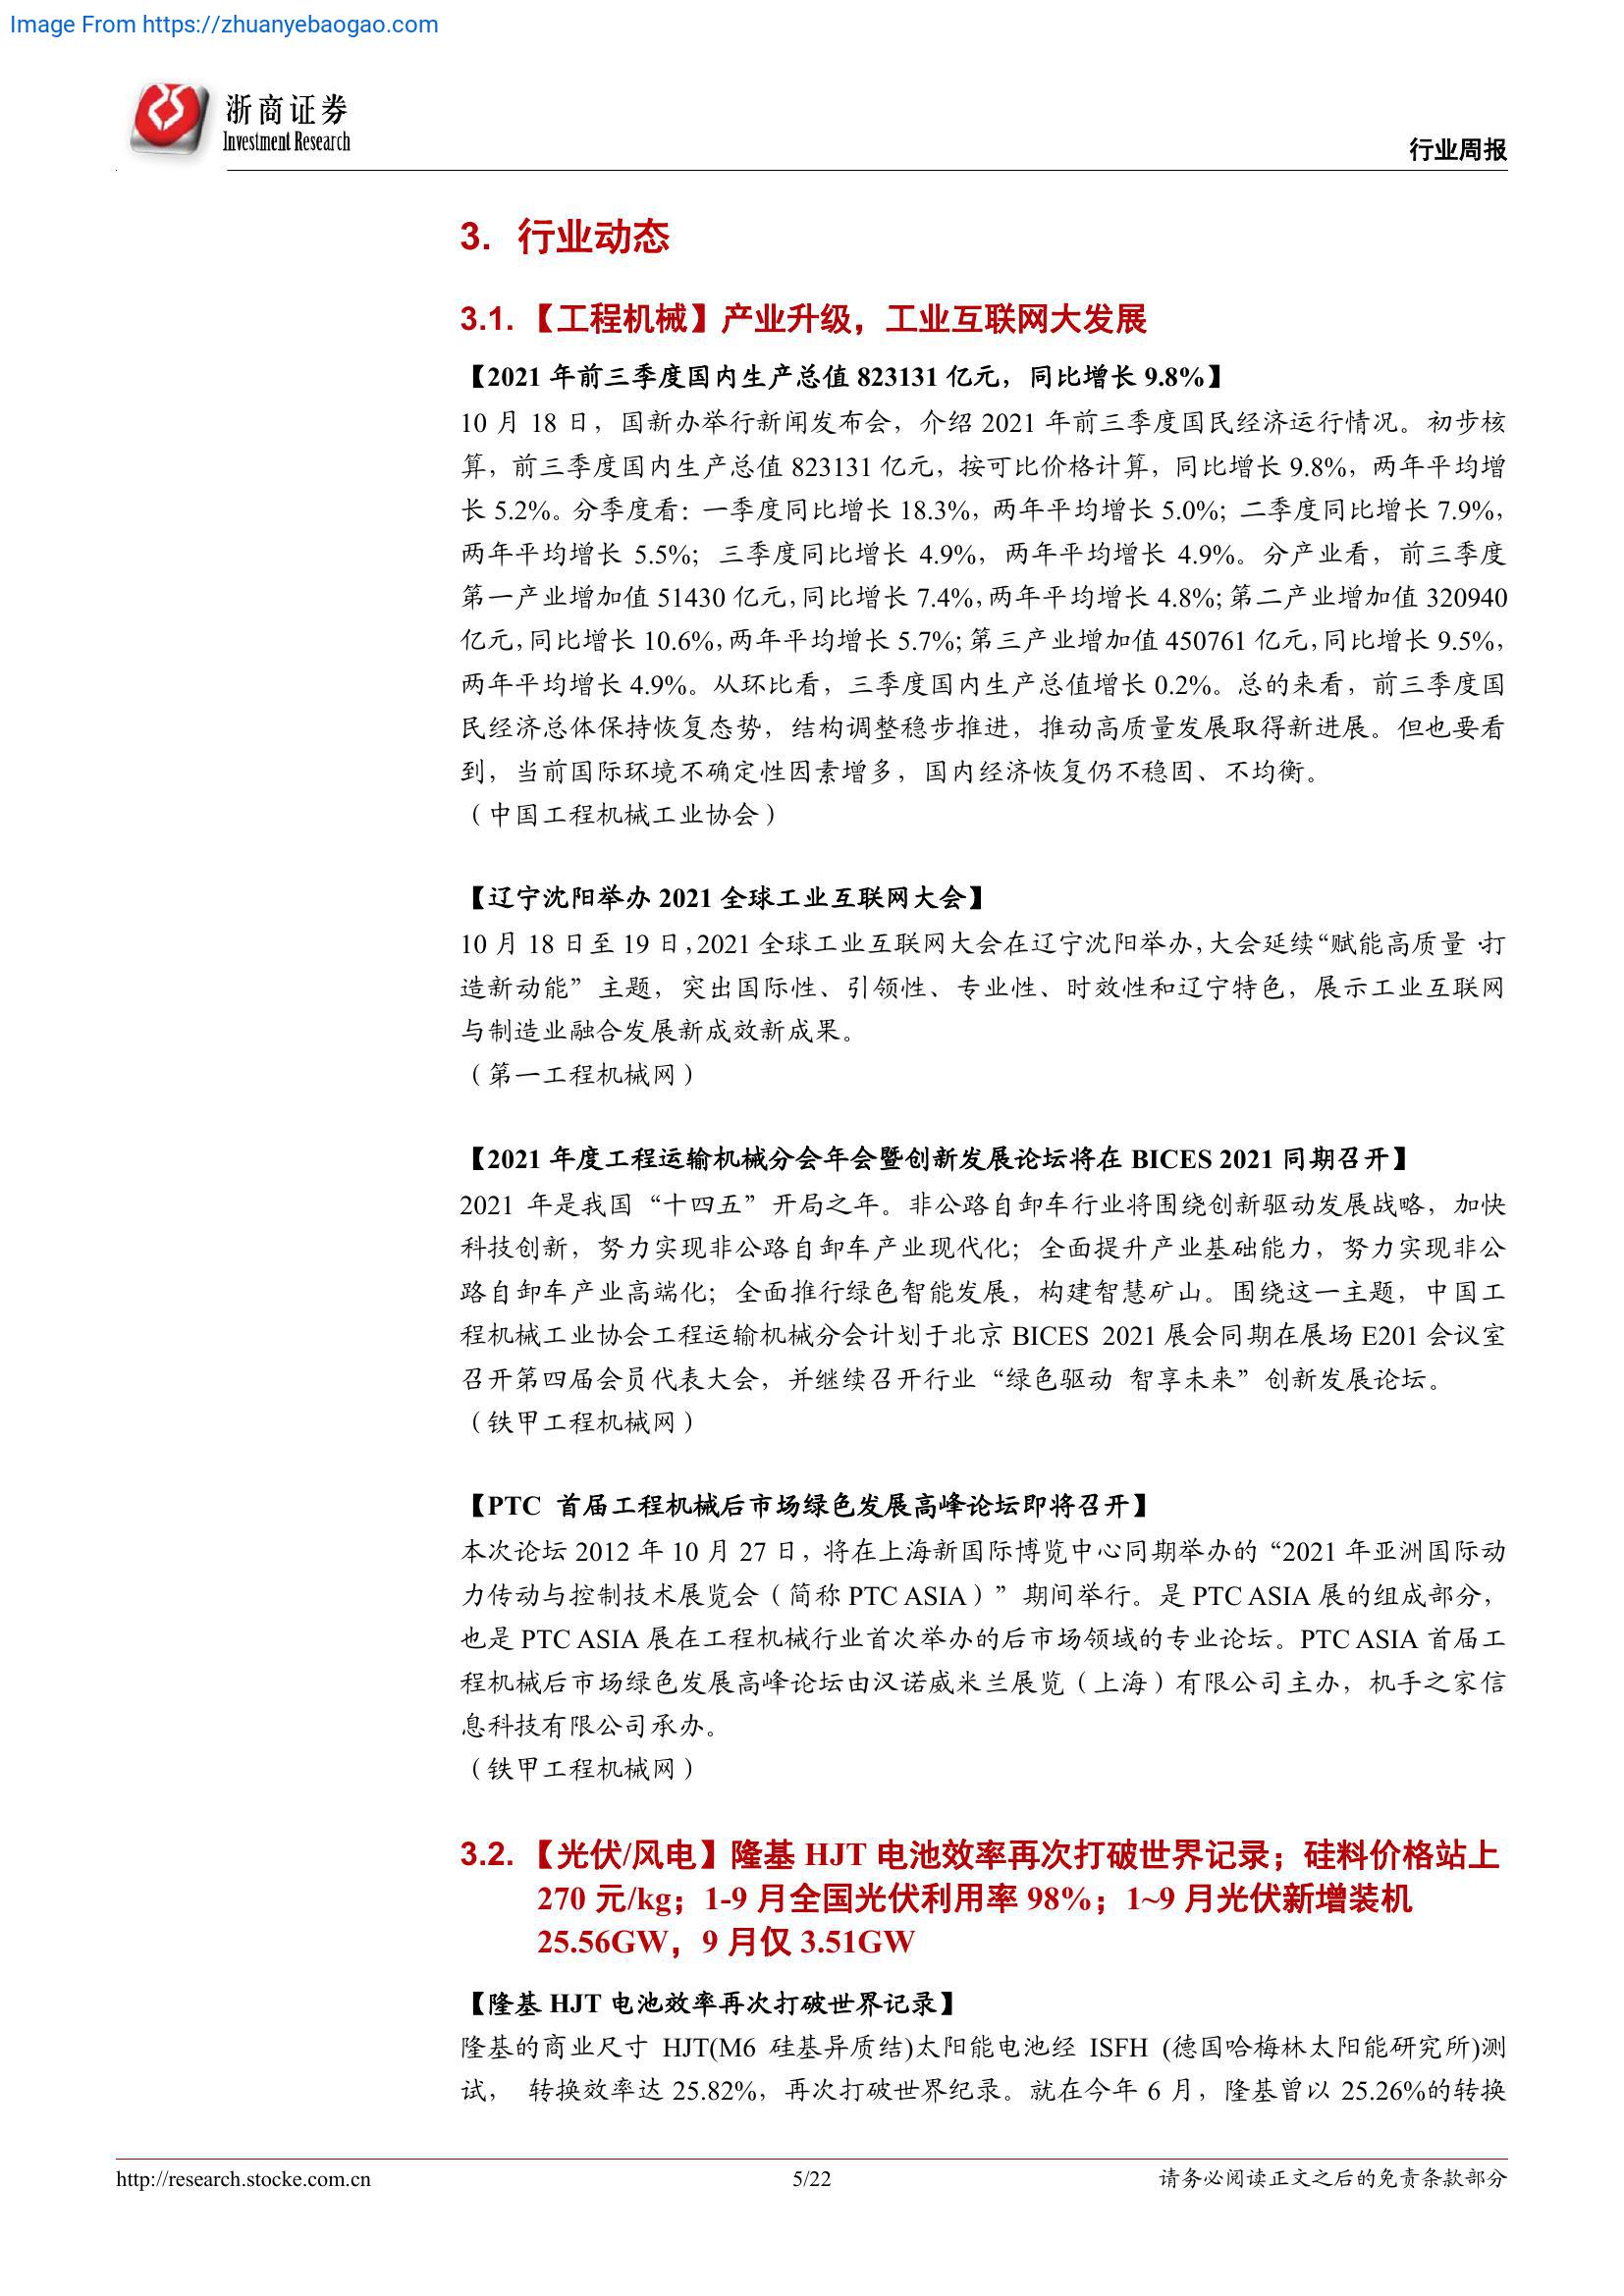 Image From https://zhuanyebaogao.com
浙商证券
Investment Research
行业周报
3. 行业动态
3.1. 【工程机械】产业升级，工业互联网大发展
【2021 年前三季度国内生产总值 823131 亿元，同比增长 9.8%】
10 月 18 日，国新办举行新闻发布会，介绍 2021 年前三季度国民经济运行情况。初步核
算，前三季度国内生产总值 823131 亿元，按可比价格计算，同比增长 9.8%，两年平均增
长 5.2%。分季度看：一季度同比增长 18.3%，两年平均增长 5.0%；二季度同比增长 7.9%，
两年平均增长 5.5%；三季度同比增长 4.9%，两年平均增长 4.9%。分产业看，前三季度
第一产业增加值 51430 亿元，同比增长 7.4%，两年平均增长 4.8%；第二产业增加值 320940
亿元，同比增长 10.6%，两年平均增长 5.7%；第三产业增加值 450761 亿元，同比增长 9.5%，
两年平均增长 4.9%。从环比看，三季度国内生产总值增长 0.2%。总的来看，前三季度国
民经济总体保持恢复态势，结构调整稳步推进，推动高质量发展取得新进展。但也要看
到，当前国际环境不确定性因素增多，国内经济恢复仍不稳固、不均衡。
（中国工程机械工业协会）
【辽宁沈阳举办 2021 全球工业互联网大会】
10 月 18 日至 19 日，2021 全球工业互联网大会在辽宁沈阳举办，大会延续“赋能高质量·打
造新动能”主题，突出国际性、引领性、专业性、时效性和辽宁特色，展示工业互联网
与制造业融合发展新成效新成果。
（第一工程机械网）
【2021 年度工程运输机械分会年会暨创新发展论坛将在 BICES 2021 同期召开】
2021 年是我国“十四五”开局之年。非公路自卸车行业将围绕创新驱动发展战略，加快
科技创新，努力实现非公路自卸车产业现代化；全面提升产业基础能力，努力实现非公
路自卸车产业高端化；全面推行绿色智能发展，构建智慧矿山。围绕这一主题，中国工
程机械工业协会工程运输机械分会计划于北京 BICES 2021 展会同期在展场 E201 会议室
召开第四届会员代表大会，并继续召开行业“绿色驱动 智享未来”创新发展论坛。
（铁甲工程机械网）
【PTC 首届工程机械后市场绿色发展高峰论坛即将召开】
本次论坛 2012 年 10 月 27 日，将在上海新国际博览中心同期举办的“2021 年亚洲国际动
力传动与控制技术展览会（简称 PTC ASIA）”期间举行。是 PTC ASIA 展的组成部分，
也是 PTC ASIA 展在工程机械行业首次举办的后市场领域的专业论坛。PTC ASIA 首届工
程机械后市场绿色发展高峰论坛由汉诺威米兰展览（上海）有限公司主办，机手之家信
息科技有限公司承办。
（铁甲工程机械网）
3.2. 【光伏/风电】隆基 HJT 电池效率再次打破世界记录；硅料价格站上
270 元/kg；1-9 月全国光伏利用率 98%；1~9 月光伏新增装机
25.56GW，9 月仅 3.51GW
【隆基 HJT 电池效率再次打破世界记录】
隆基的商业尺寸 HJT(M6 硅基异质结)太阳能电池经 ISFH (德国哈梅林太阳能研究所)测
试， 转换效率达 25.82%，再次打破世界纪录。就在今年 6 月，隆基曾以 25.26%的转换
http://research.stocke.com.cn
5/22
请务必阅读正文之后的免责条款部分